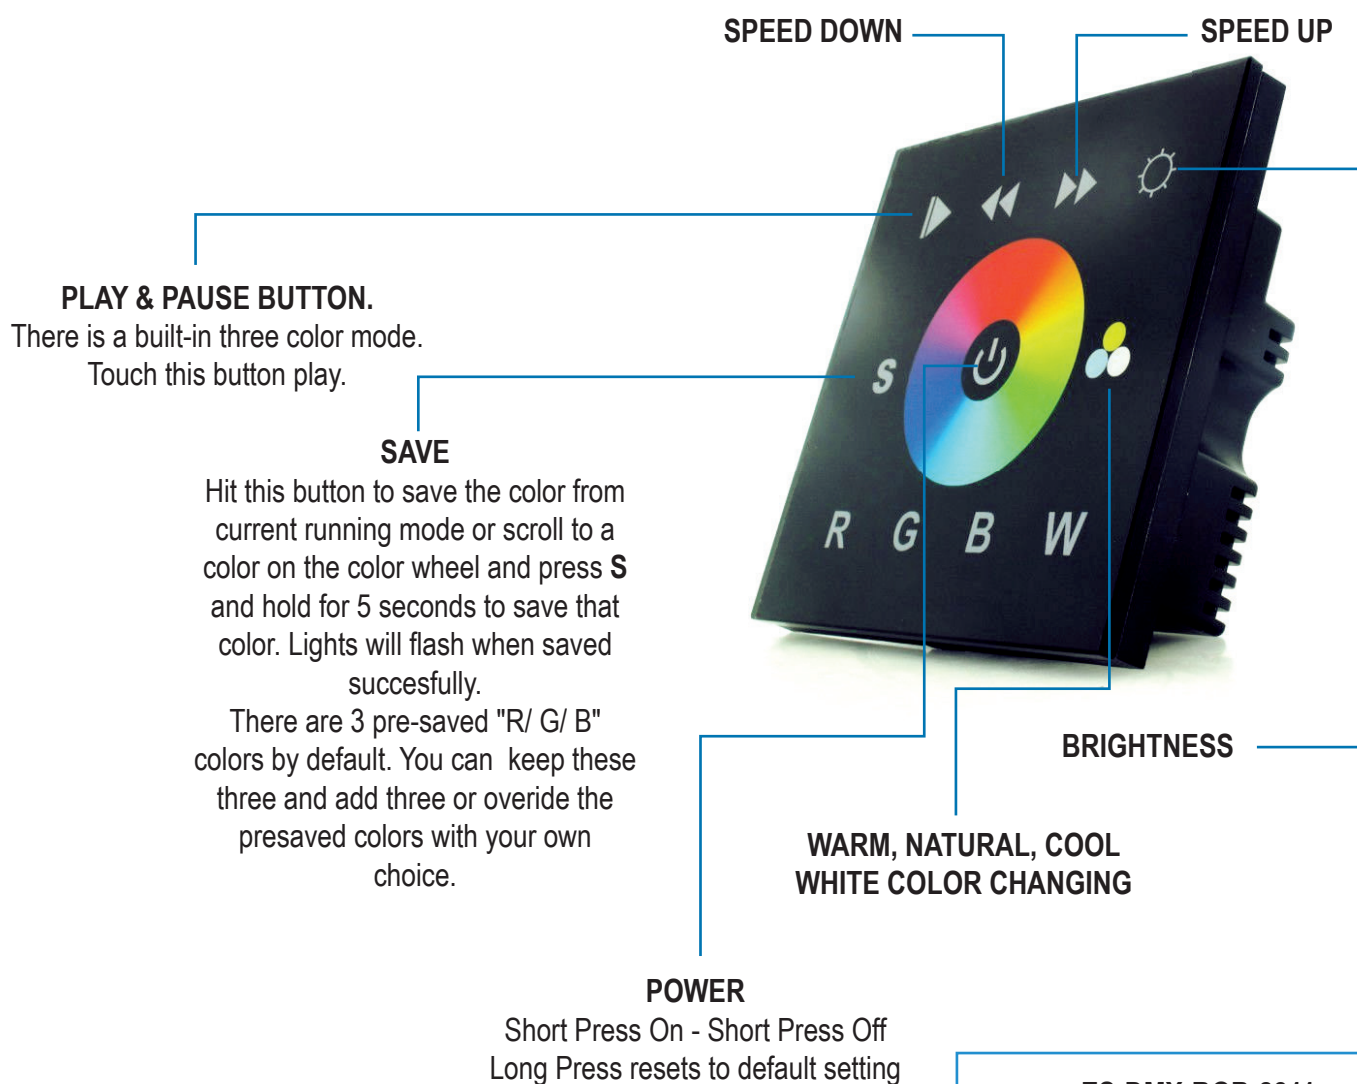 SPEED DOWN
SPEED UP
PLAY & PAUSE BUTTON.
There is a built-in three color mode.
Touch this button play.
S
SAVE
Hit this button to save the color from
current running mode or scroll to a
color on the color wheel and press S
and hold for 5 seconds to save that
color. Lights will flash when saved
succesfully.
There are 3 pre-saved "R/ G/ B"
colors by default. You can keep these
three and add three or overide the
presaved colors with your own
choice.
R G B W
BRIGHTNESS
WARM, NATURAL, COOL
WHITE COLOR CHANGING
POWER
Short Press On - Short Press Off
Long Press resets to default setting